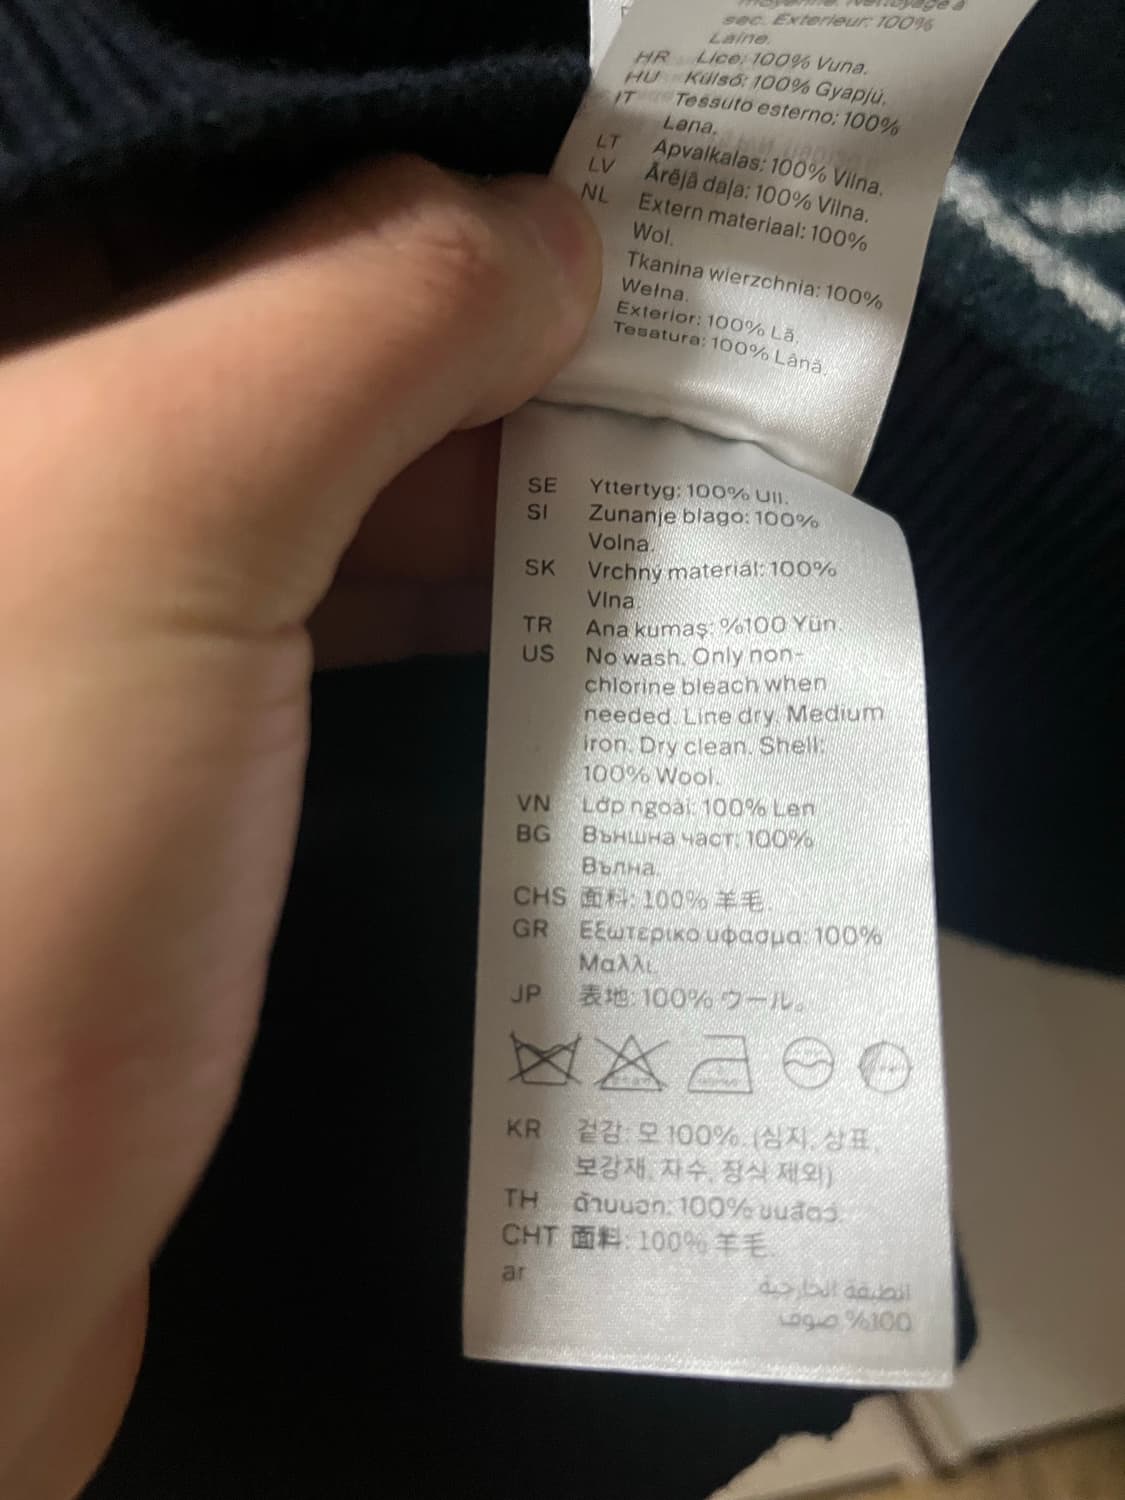 moyenne. Nettoyage à
sec. Exterieur: 100%
Laine.
HR Lice: 100% Vuna.
HU Külső: 100% Gyapjú.
IT Tessuto esterno: 100%
Lana.
LT Apvalkalas: 100% Vilna.
LV Ārējā daļa: 100% Vilna.
NL Extern materiaal: 100%
Wol.
Tkanina wierzchnia: 100%
Wełna.
Exterior: 100% Lã.
Tesatura: 100% Lână.
SE Yttertyg: 100% Ull.
SI Zunanje blago: 100%
Volna.
SK Vrchný materiál: 100%
Vlna.
TR Ana kumaş: %100 Yün.
US No wash. Only non-
chlorine bleach when
needed. Line dry. Medium
iron. Dry clean. Shell:
100% Wool.
VN Lớp ngoài: 100% Len
BG Външна част: 100%
Вълна.
CHS 面料: 100% 羊毛.
GR Εξωτερικο υφασμα: 100%
Μαλλι.
JP 表地: 100% ウール。
KR 겉감: 모 100%. (심지, 상표,
보강재, 자수, 장식 제외)
TH ด้านนอก: 100% ขนสัตว์.
CHT 面料: 100% 羊毛.
ar الطبقة الخارجية
%100 صوف